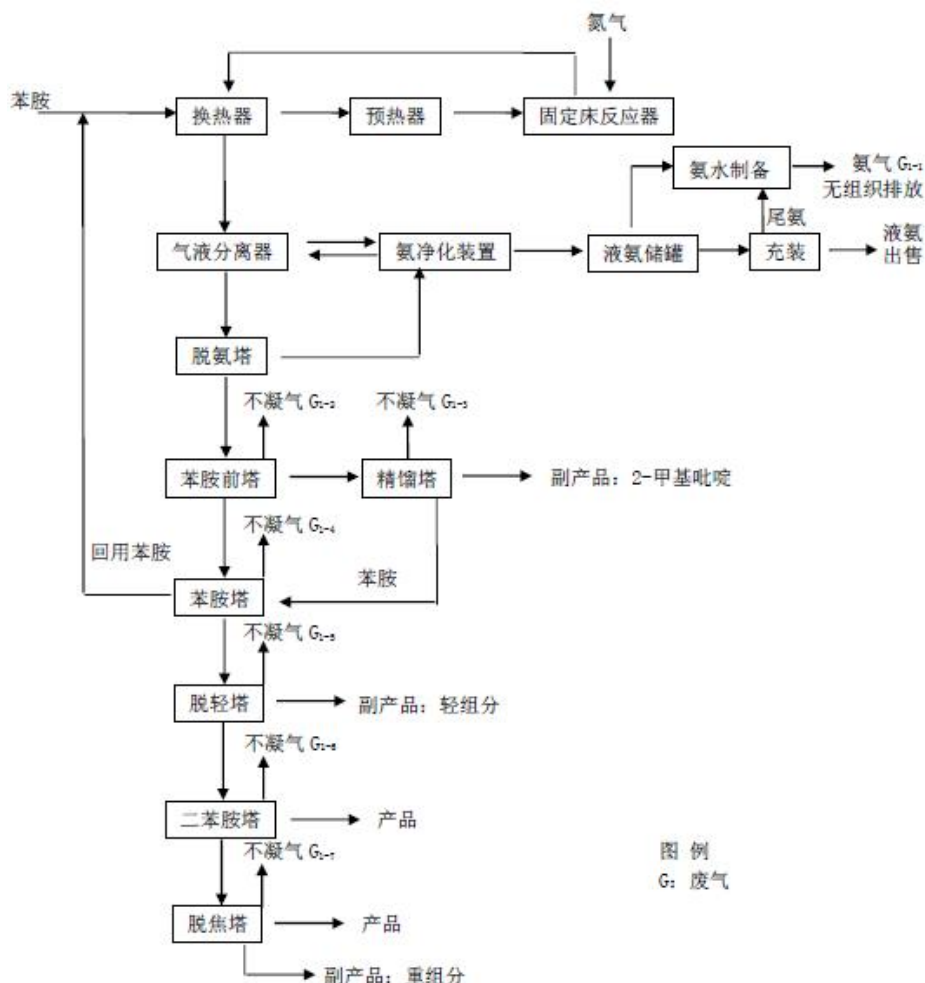 氮气
苯胺
换热器
预热器
固定床反应器
氨水制备
氨气 G₁₋₁
无组织排放
尾氨
气液分离器
氨净化装置
液氨储罐
充装
液氨
出售
脱氨塔
不凝气 G₁₋₂
不凝气 G₁₋₃
苯胺前塔
精馏塔
副产品：2-甲基吡啶
不凝气 G₁₋₄
回用苯胺
苯胺
苯胺塔
不凝气 G₁₋₅
脱轻塔
副产品：轻组分
不凝气 G₁₋₆
二苯胺塔
产品
不凝气 G₁₋₇
图 例
G：废气
脱焦塔
产品
副产品：重组分